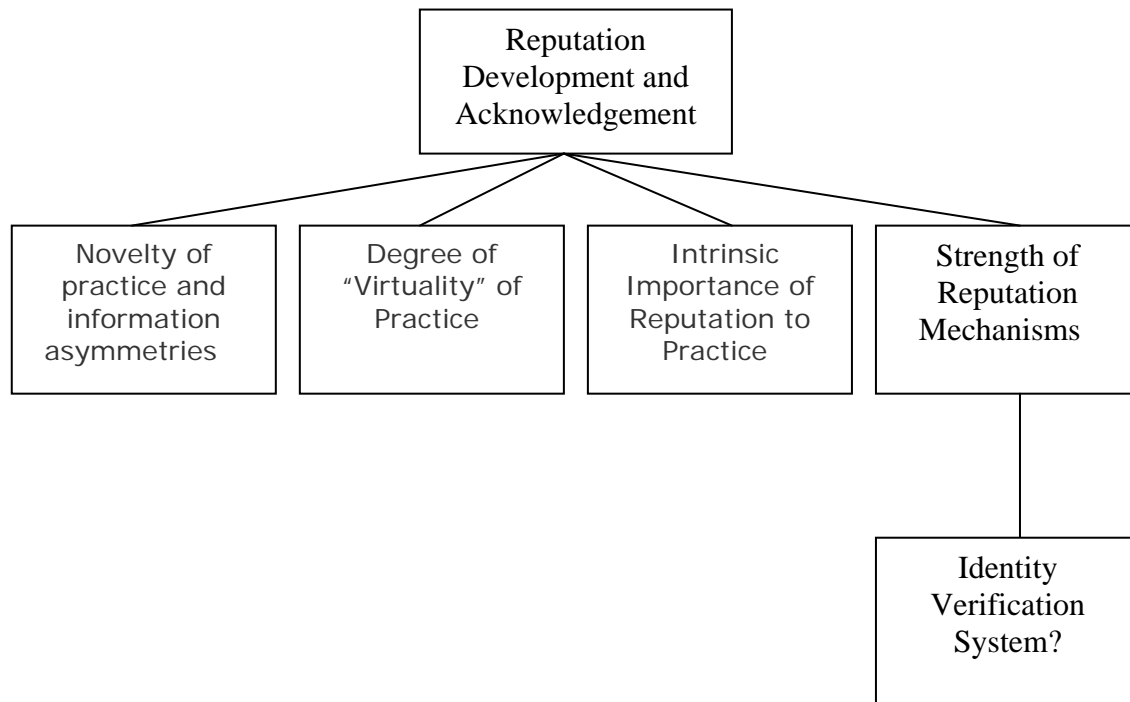 Reputation
Development and
Acknowledgement
Novelty of
practice and
information
asymmetries
Degree of
“Virtuality” of
Practice
Intrinsic
Importance of
Reputation to
Practice
Strength of
Reputation
Mechanisms
Identity
Verification
System?